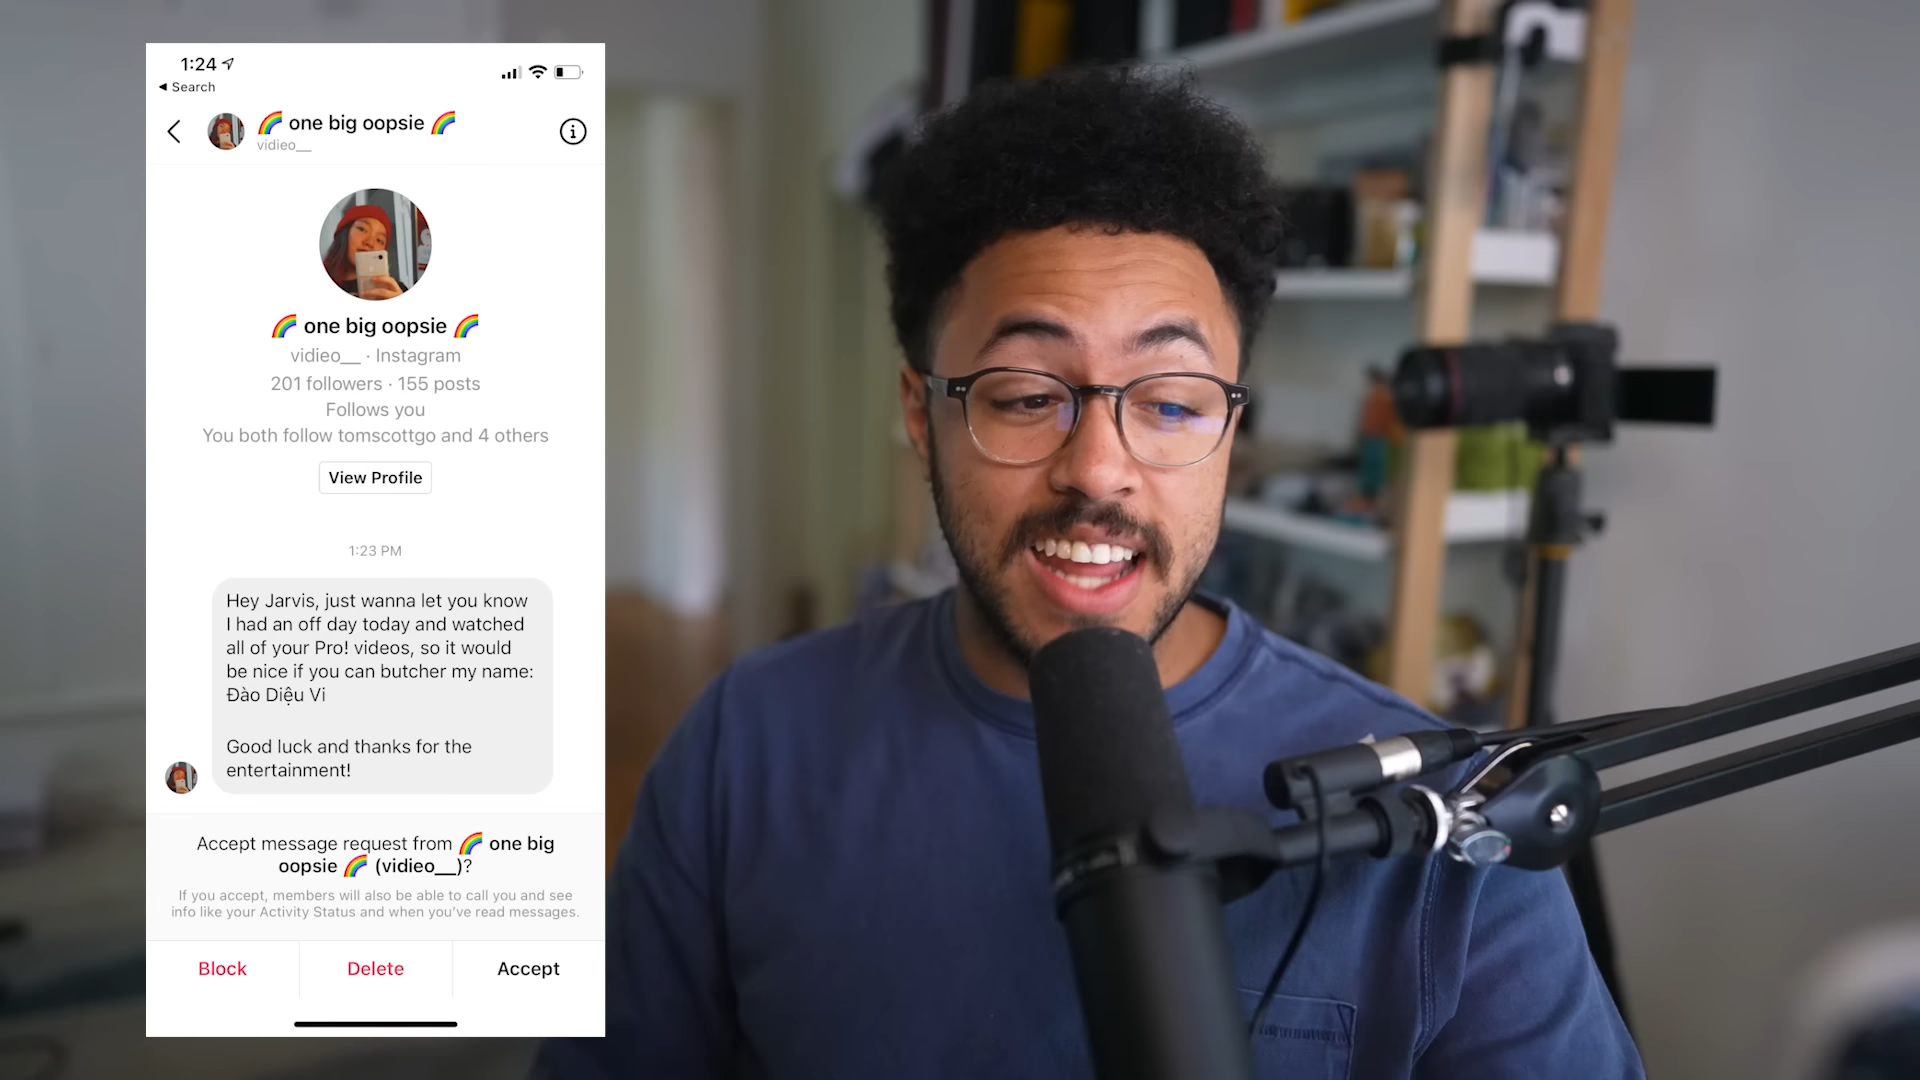 1:24
◀ Search
🌈 one big oopsie 🌈
vidieo__
🌈 one big oopsie 🌈
vidieo__ · Instagram
201 followers · 155 posts
Follows you
You both follow tomscottgo and 4 others
View Profile
1:23 PM
Hey Jarvis, just wanna let you know
I had an off day today and watched
all of your Pro! videos, so it would
be nice if you can butcher my name:
Đào Diệu Vi
Good luck and thanks for the
entertainment!
Accept message request from 🌈 one big
oopsie 🌈 (vidieo__)?
If you accept, members will also be able to call you and see
info like your Activity Status and when you've read messages.
Block
Delete
Accept